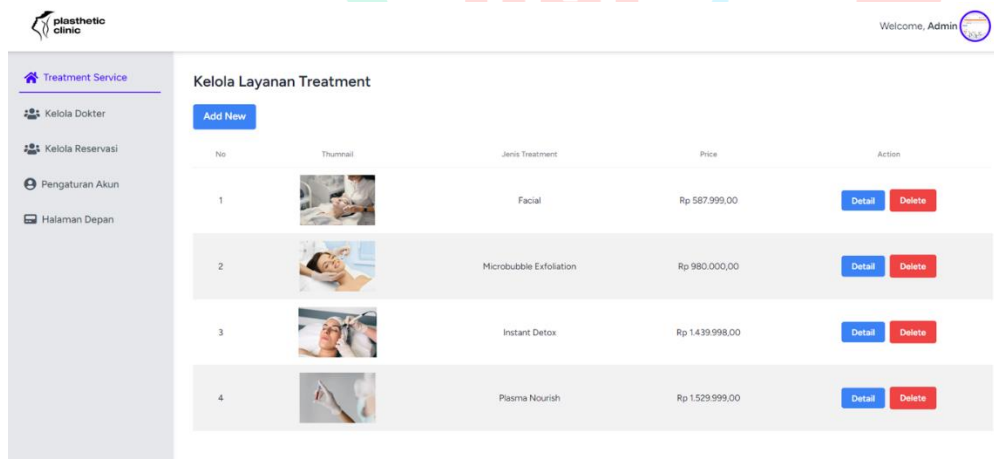 plasthetic
clinic
Welcome, Admin
Treatment Service
Kelola Dokter
Kelola Reservasi
Pengaturan Akun
Halaman Depan
Kelola Layanan Treatment
Add New
No Thumnail Jenis Treatment Price Action
1 Facial Rp 587.999,00 Detail Delete
2 Microbubble Exfoliation Rp 980.000,00 Detail Delete
3 Instant Detox Rp 1.439.998,00 Detail Delete
4 Plasma Nourish Rp 1.529.999,00 Detail Delete